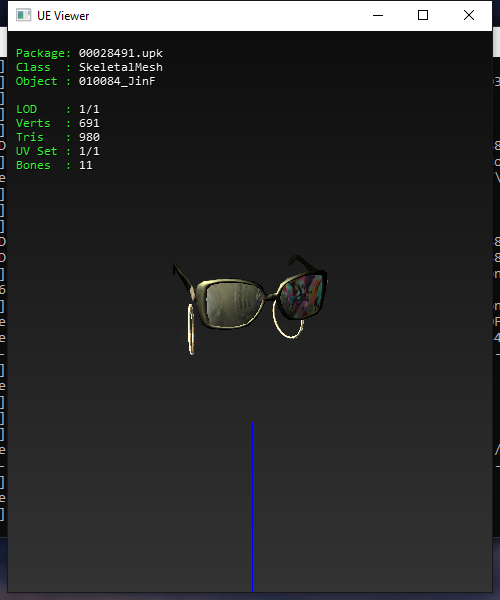 UE Viewer
Package: 00028491.upk
Class : SkeletalMesh
Object : 010084_JinF
LOD : 1/1
Verts : 691
Tris : 980
UV Set : 1/1
Bones : 11